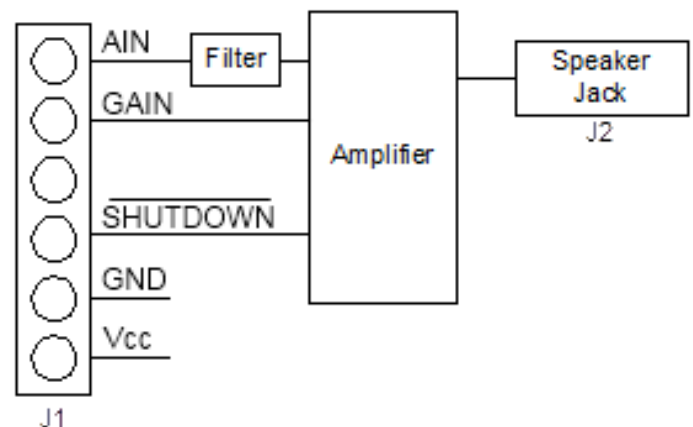 AIN
Filter
GAIN
Amplifier
Speaker
Jack
J2
SHUTDOWN
GND
Vcc
J1